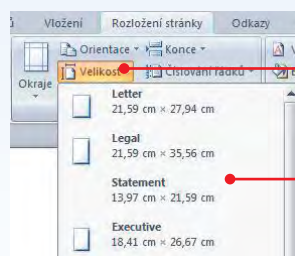 Vložení Rozložení stránky Odkazy
Orientace Konce
Velikost Číslování řádků
Okraje
Letter
21,59 cm × 27,94 cm
Legal
21,59 cm × 35,56 cm
Statement
13,97 cm × 21,59 cm
Executive
18,41 cm × 26,67 cm